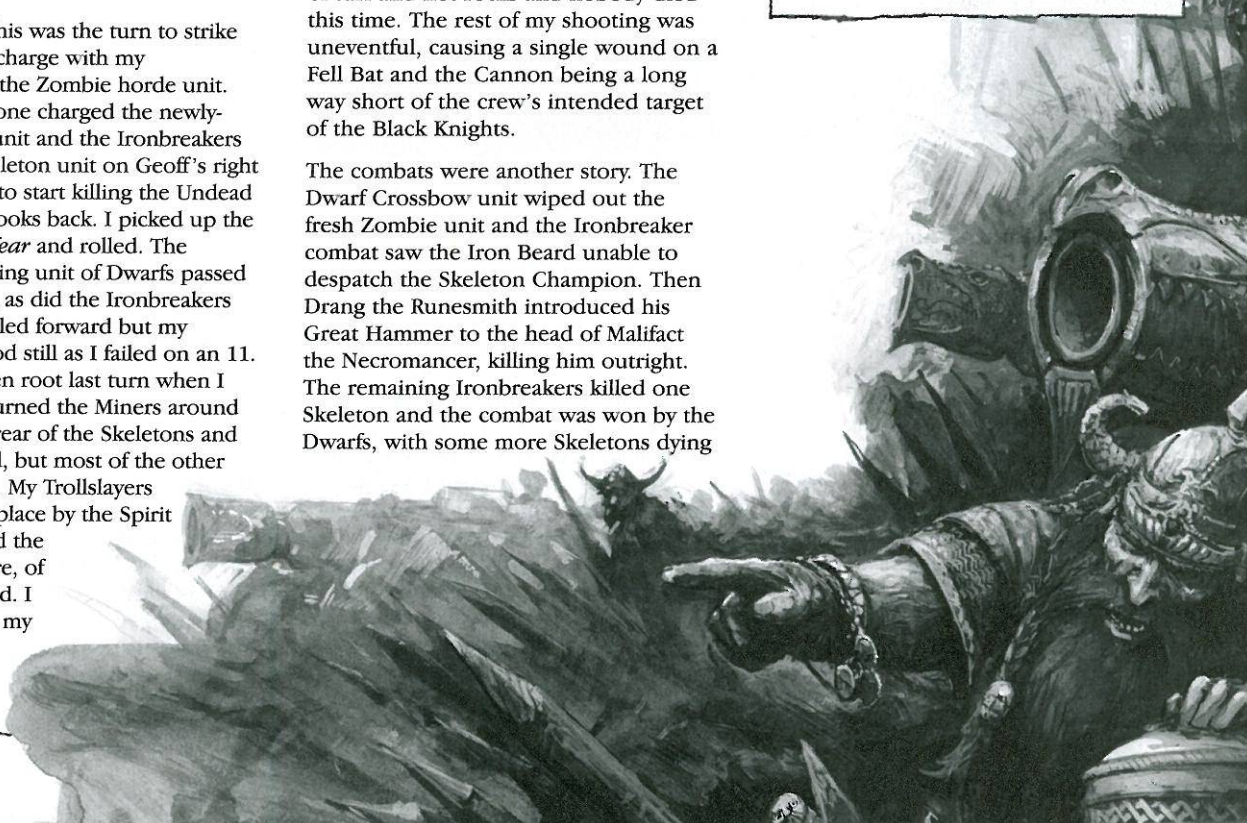 his was the turn to strike
charge with my
the Zombie horde unit.
one charged the newly-
unit and the Ironbreakers
leton unit on Geoff's right
to start killing the Undead
ooks back. I picked up the
fear and rolled. The
ing unit of Dwarfs passed
as did the Ironbreakers
led forward but my
od still as I failed on an 11.
en root last turn when I
urned the Miners around
rear of the Skeletons and
l, but most of the other
My Trollslayers
place by the Spirit
d the
re, of
d. I
my
this time. The rest of my shooting was
uneventful, causing a single wound on a
Fell Bat and the Cannon being a long
way short of the crew's intended target
of the Black Knights.
The combats were another story. The
Dwarf Crossbow unit wiped out the
fresh Zombie unit and the Ironbreaker
combat saw the Iron Beard unable to
despatch the Skeleton Champion. Then
Drang the Runesmith introduced his
Great Hammer to the head of Malifact
the Necromancer, killing him outright.
The remaining Ironbreakers killed one
Skeleton and the combat was won by the
Dwarfs, with some more Skeletons dying